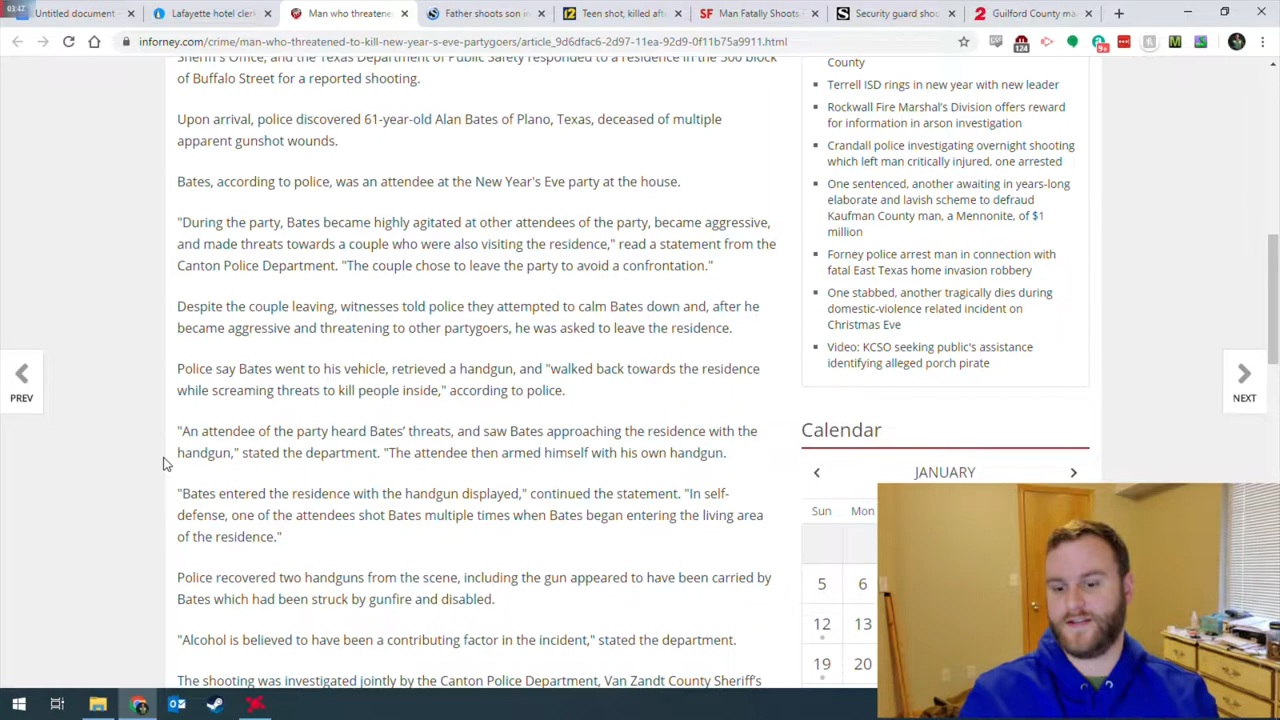 03:47
Untitled document -
Lafayette hotel clerk
Man who threatene
Father shoots son in
Teen shot, killed aft
Man Fatally Shoots
Security guard shoo
Guilford County ma
inforney.com/crime/man-who-threatened-to-kill-new-year-s-eve-partygoers/article_9d6dfac6-2d97-11ea-92d9-0f11b75a9911.html
124
9+
Sheriff's Office, and the Texas Department of Public Safety responded to a residence in the 500 block
of Buffalo Street for a reported shooting.
Upon arrival, police discovered 61-year-old Alan Bates of Plano, Texas, deceased of multiple
apparent gunshot wounds.
Bates, according to police, was an attendee at the New Year's Eve party at the house.
"During the party, Bates became highly agitated at other attendees of the party, became aggressive,
and made threats towards a couple who were also visiting the residence," read a statement from the
Canton Police Department. "The couple chose to leave the party to avoid a confrontation."
Despite the couple leaving, witnesses told police they attempted to calm Bates down and, after he
became aggressive and threatening to other partygoers, he was asked to leave the residence.
Police say Bates went to his vehicle, retrieved a handgun, and "walked back towards the residence
while screaming threats to kill people inside," according to police.
"An attendee of the party heard Bates' threats, and saw Bates approaching the residence with the
handgun," stated the department. "The attendee then armed himself with his own handgun.
"Bates entered the residence with the handgun displayed," continued the statement. "In self-
defense, one of the attendees shot Bates multiple times when Bates began entering the living area
of the residence."
Police recovered two handguns from the scene, including the gun appeared to have been carried by
Bates which had been struck by gunfire and disabled.
"Alcohol is believed to have been a contributing factor in the incident," stated the department.
The shooting was investigated jointly by the Canton Police Department, Van Zandt County Sheriff's
PREV
NEXT
County
Terrell ISD rings in new year with new leader
Rockwall Fire Marshal's Division offers reward
for information in arson investigation
Crandall police investigating overnight shooting
which left man critically injured, one arrested
One sentenced, another awaiting in years-long
elaborate and lavish scheme to defraud
Kaufman County man, a Mennonite, of $1
million
Forney police arrest man in connection with
fatal East Texas home invasion robbery
One stabbed, another tragically dies during
domestic-violence related incident on
Christmas Eve
Video: KCSO seeking public's assistance
identifying alleged porch pirate
Calendar
JANUARY
Sun Mon
5 6
12 13
19 20